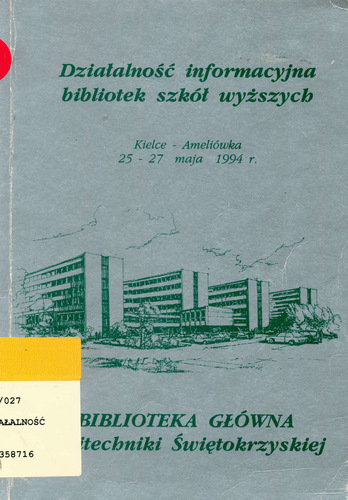 Działalność informacyjna
bibliotek szkół wyższych
Kielce - Ameliówka
25 - 27 maja 1994 r.
/027
AŁALNOŚĆ
358716
BIBLIOTEKA GŁÓWNA
litechniki Świętokrzyskiej